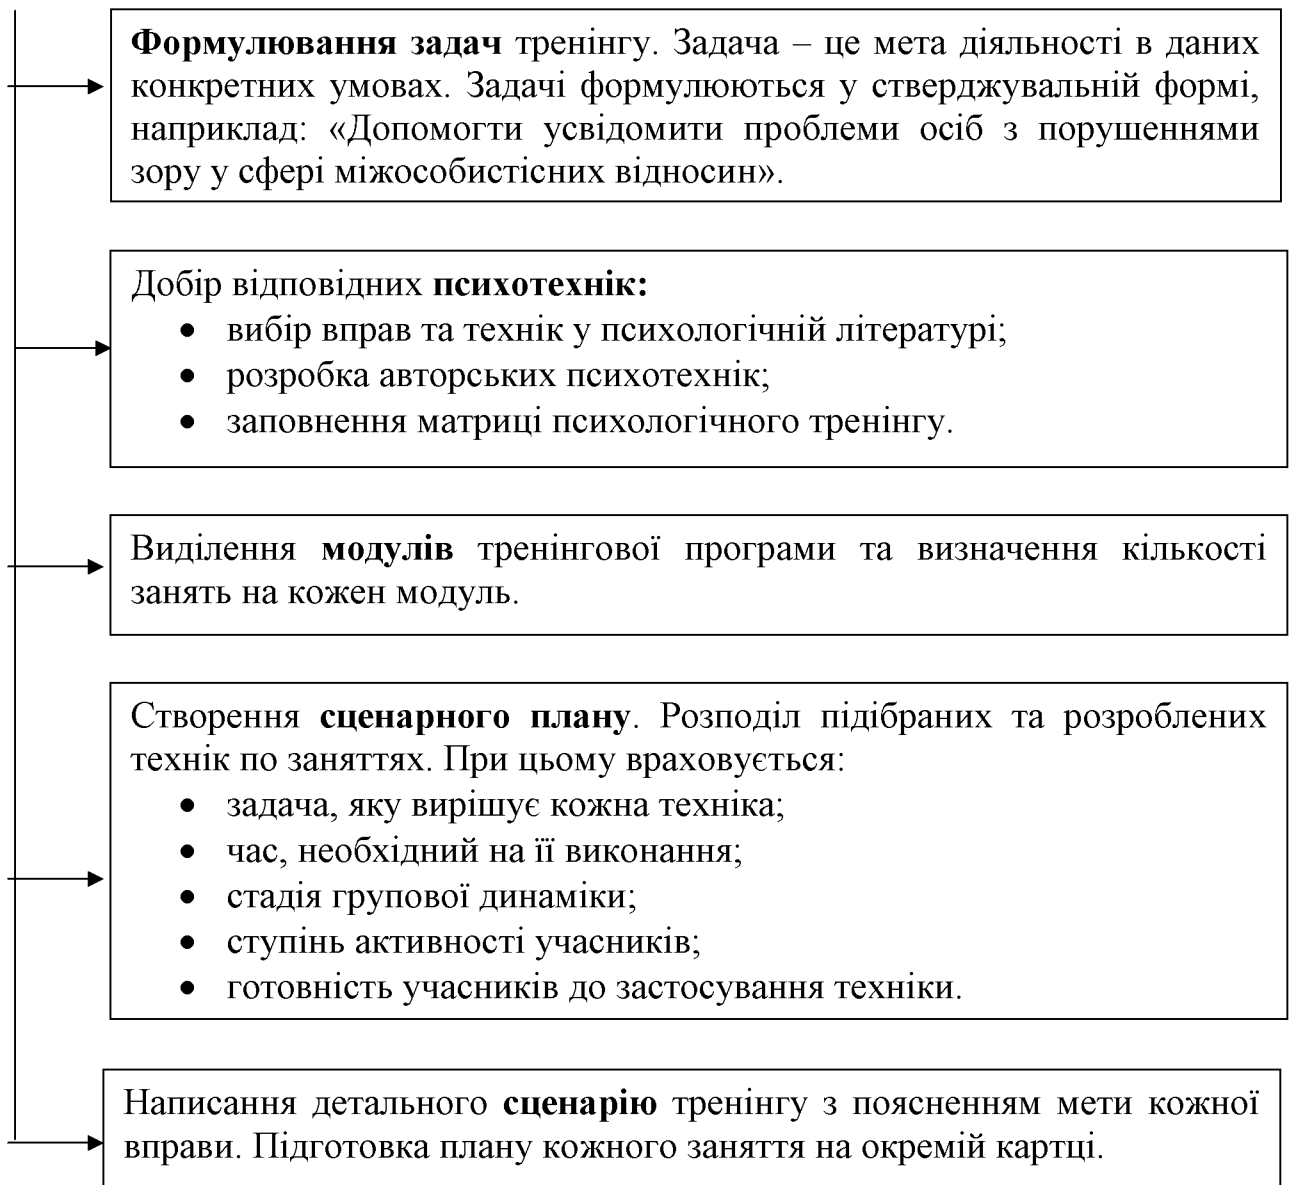 Формулювання задач тренінгу. Задача – це мета діяльності в даних
конкретних умовах. Задачі формулюються у стверджувальній формі,
наприклад: «Допомогти усвідомити проблеми осіб з порушеннями
зору у сфері міжособистісних відносин».
Добір відповідних психотехнік:
• вибір вправ та технік у психологічній літературі;
• розробка авторських психотехнік;
• заповнення матриці психологічного тренінгу.
Виділення модулів тренінгової програми та визначення кількості
занять на кожен модуль.
Створення сценарного плану. Розподіл підібраних та розроблених
технік по заняттях. При цьому враховується:
• задача, яку вирішує кожна техніка;
• час, необхідний на її виконання;
• стадія групової динаміки;
• ступінь активності учасників;
• готовність учасників до застосування техніки.
Написання детального сценарію тренінгу з поясненням мети кожної
вправи. Підготовка плану кожного заняття на окремій картці.